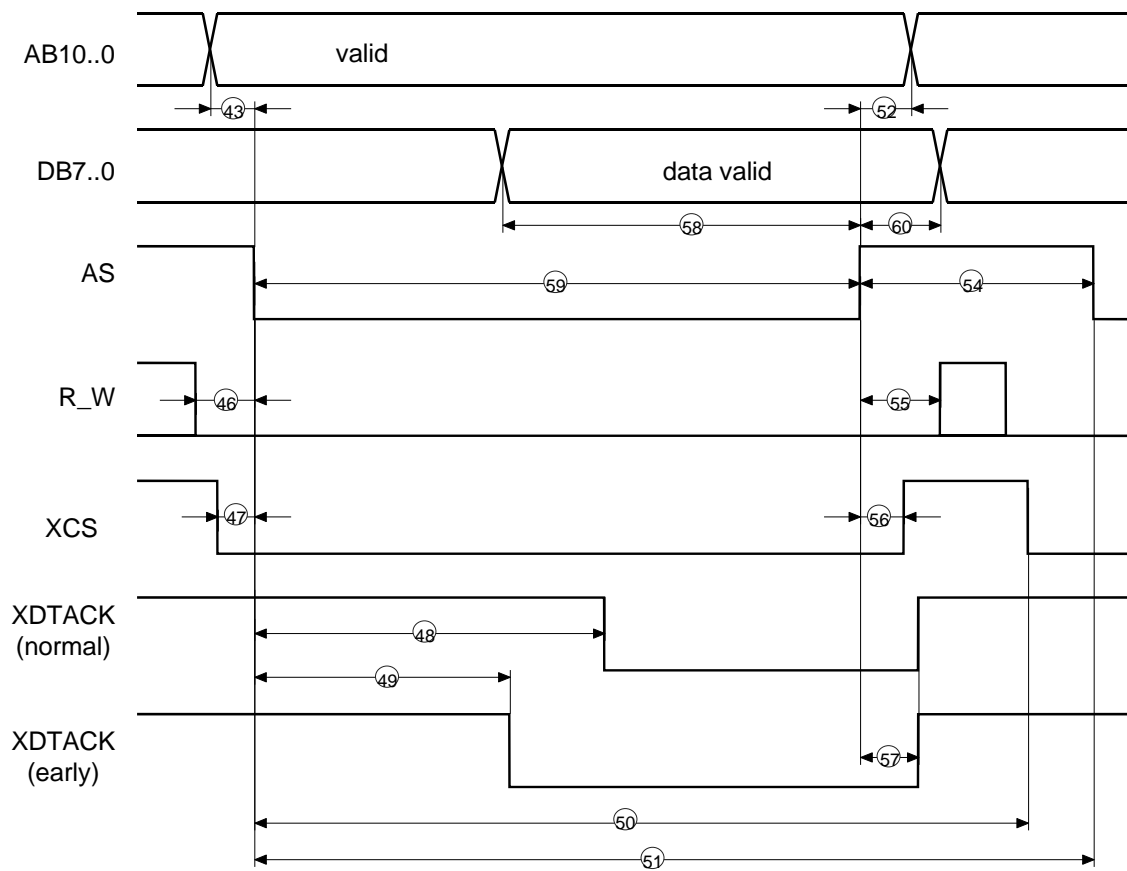 AB10..0
valid
43
52
DB7..0
data valid
58
60
AS
59
54
R_W
46
55
XCS
47
56
XDTACK
(normal)
48
49
XDTACK
(early)
57
50
51